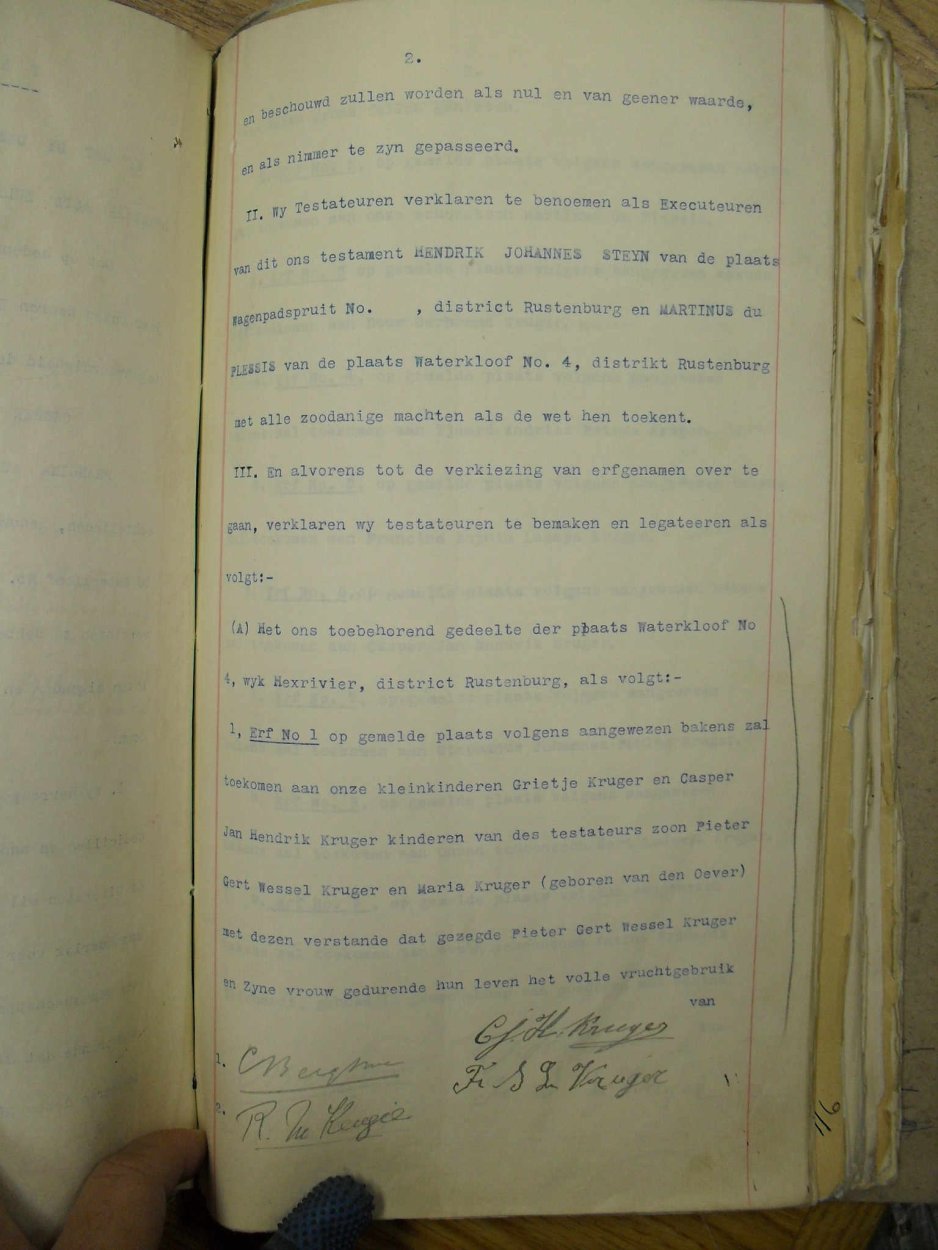 2.
en beschouwd zullen worden als nul en van geener waarde,
en als nimmer te zyn gepasseerd.
II. Wy Testateuren verklaren te benoemen als Executeuren
van dit ons testament HENDRIK JOHANNES STEYN van de plaats
Wagenpadspruit No. , district Rustenburg en MARTINUS du
PLESSIS van de plaats Waterkloof No. 4, distrikt Rustenburg
met alle zoodanige machten als de wet hen toekent.
III. En alvorens tot de verkiezing van erfgenamen over te
gaan, verklaren wy testateuren te bemaken en legateeren als
volgt:-
(A) Het ons toebehorend gedeelte der plaats Waterkloof No
4, wyk Hexrivier, district Rustenburg, als volgt:-
1, Erf No 1 op gemelde plaats volgens aangewezen bakens zal
toekomen aan onze kleinkinderen Grietje Kruger en Casper
Jan Hendrik Kruger kinderen van des testateurs zoon Pieter
Gert Wessel Kruger en Maria Kruger (geboren van den Oever)
met dezen verstande dat gezegde Pieter Gert Wessel Kruger
en Zyne vrouw gedurende hun leven het volle vruchtgebruik
van
C J. H. Kruger
1.
Kruger
2. R.
116